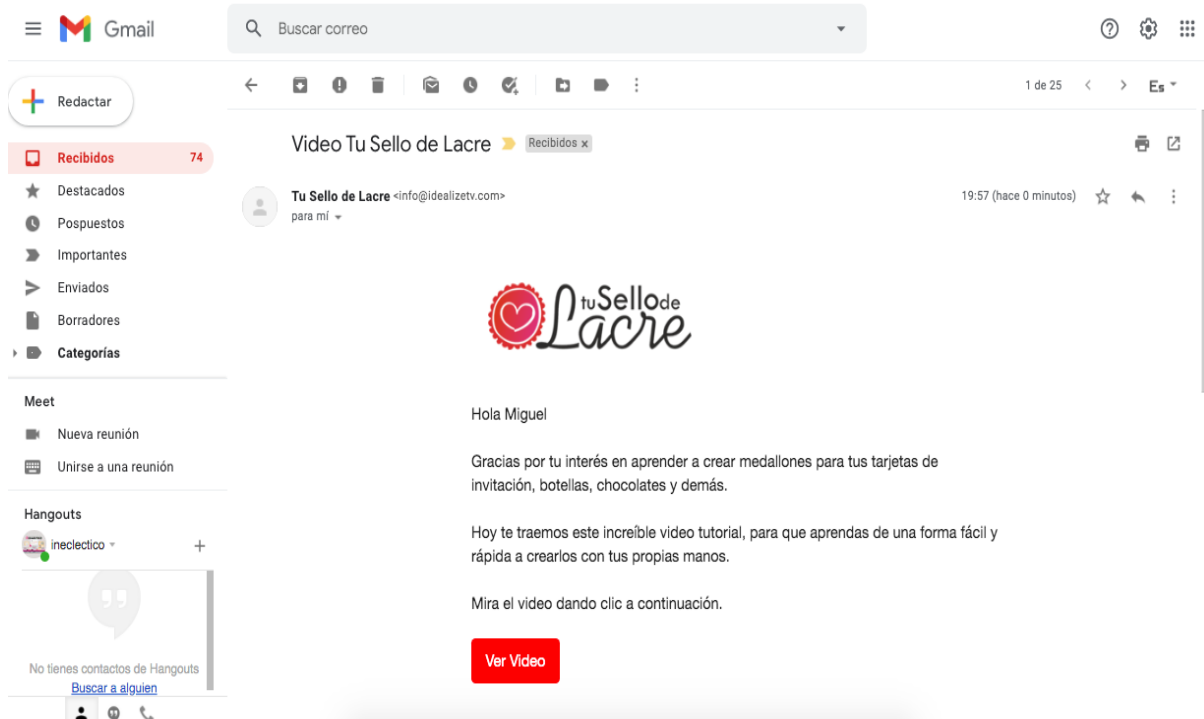 Gmail
Buscar correo
Redactar
1 de 25
Es
Recibidos 74
Destacados
Pospuestos
Importantes
Enviados
Borradores
Categorías
Meet
Nueva reunión
Unirse a una reunión
Hangouts
ineclectico
No tienes contactos de Hangouts
Buscar a alguien
Video Tu Sello de Lacre
Recibidos x
Tu Sello de Lacre <info@idealizetv.com>
19:57 (hace 0 minutos)
para mí
tu Sello de
Lacre
Hola Miguel
Gracias por tu interés en aprender a crear medallones para tus tarjetas de
invitación, botellas, chocolates y demás.
Hoy te traemos este increíble video tutorial, para que aprendas de una forma fácil y
rápida a crearlos con tus propias manos.
Mira el video dando clic a continuación.
Ver Video